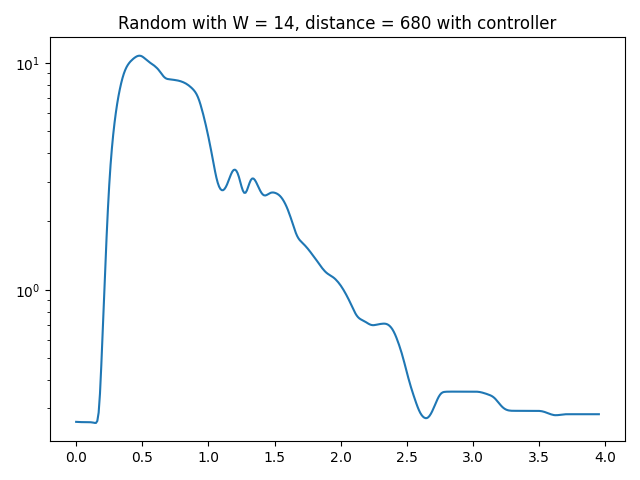 Random with W = 14, distance = 680 with controller
10¹
10⁰
0.0 0.5 1.0 1.5 2.0 2.5 3.0 3.5 4.0